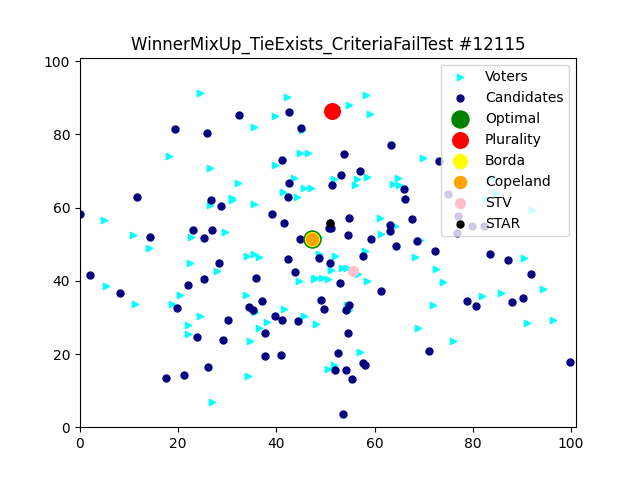 WinnerMixUp_TieExists_CriteriaFailTest #12115
100
80
60
40
20
0
0
20
40
60
80
100
Voters
Candidates
Optimal
Plurality
Borda
Copeland
STV
STAR